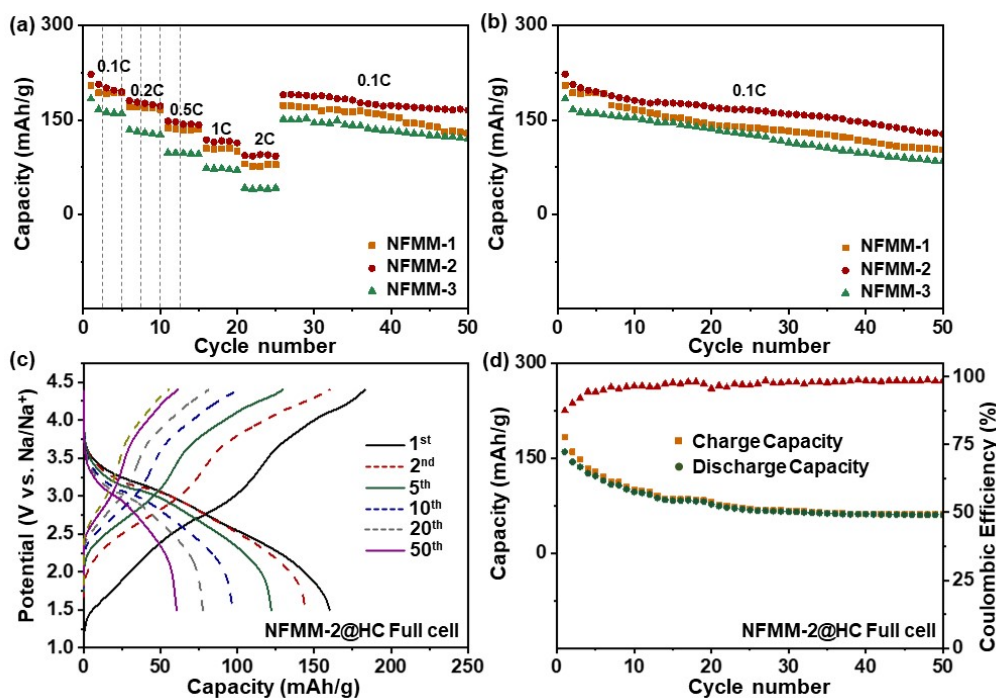 (a)
300
150
0
Capacity (mAh/g)
0.1C
0.2C
0.5C
1C
2C
0.1C
NFMM-1
NFMM-2
NFMM-3
0 10 20 30 40 50
Cycle number
(b)
300
150
0
Capacity (mAh/g)
0.1C
NFMM-1
NFMM-2
NFMM-3
0 10 20 30 40 50
Cycle number
(c)
4.5
4.0
3.5
3.0
2.5
2.0
1.5
1.0
Potential (V vs. Na/Na⁺)
1st
2nd
5th
10th
20th
50th
NFMM-2@HC Full cell
0 50 100 150 200 250
Capacity (mAh/g)
(d)
300
150
0
Capacity (mAh/g)
Charge Capacity
Discharge Capacity
100
75
50
25
0
Coulombic Efficiency (%)
NFMM-2@HC Full cell
0 10 20 30 40 50
Cycle number